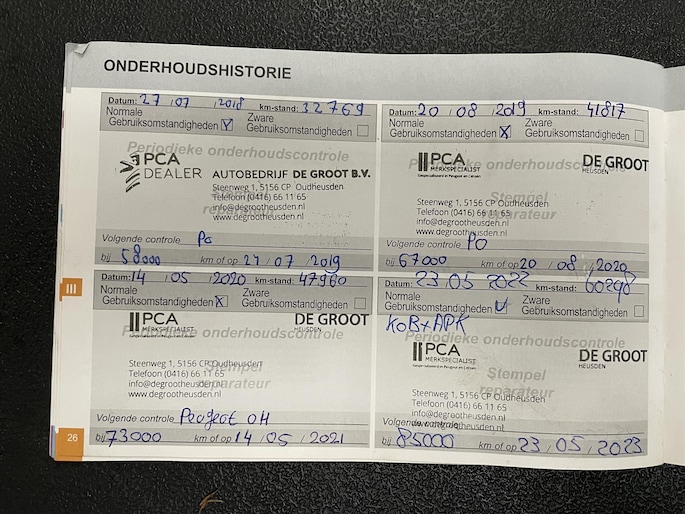 ONDERHOUDSHISTORIE
Datum: 27 / 07 / 2018 km-stand: 32769
Normale
Gebruiksomstandigheden
Zware
Gebruiksomstandigheden
Periodieke onderhoudscontrole
PCA
DEALER
AUTOBEDRIJF DE GROOT B.V.
Steenweg 1, 5156 CP Oudheusden
Telefoon (0416) 66 11 65
info@degrootheusden.nl
www.degrootheusden.nl
Stempel
reparateur
Volgende controle Po
bij 58000 km of op 27 / 07 / 2019
Datum: 20 / 08 / 2019 km-stand: 41817
Normale
Gebruiksomstandigheden X
Zware
Gebruiksomstandigheden
Periodieke onderhoudscontrole
PCA
MERKSPECIALIST
DE GROOT
HEUSDEN
Steenweg 1, 5156 CP Oudheusden
Telefoon (0416) 66 11 65
info@degrootheusden.nl
www.degrootheusden.nl
Stempel
reparateur
Volgende controle PO
bij 67000 km of op 20 / 08 / 2020
Datum: 14 / 05 / 2020 km-stand: 47960
Normale
Gebruiksomstandigheden X
Zware
Gebruiksomstandigheden
Periodieke onderhoudscontrole
PCA
MERKSPECIALIST
DE GROOT
HEUSDEN
Steenweg 1, 5156 CP Oudheusden
Telefoon (0416) 66 11 65
info@degrootheusden.nl
www.degrootheusden.nl
Stempel
reparateur
Volgende controle Peugeot OH
bij 73000 km of op 14 / 05 / 2021
Datum: 23 05 2022 km-stand: 60298
Normale
Gebruiksomstandigheden
Zware
Gebruiksomstandigheden
KOB+APK
Periodieke onderhoudscontrole
PCA
MERKSPECIALIST
DE GROOT
HEUSDEN
Steenweg 1, 5156 CP Oudheusden
Telefoon (0416) 66 11 65
info@degrootheusden.nl
www.degrootheusden.nl
Stempel
reparateur
Volgende controle
bij 85000 km of op 23 / 05 / 2023
III
26